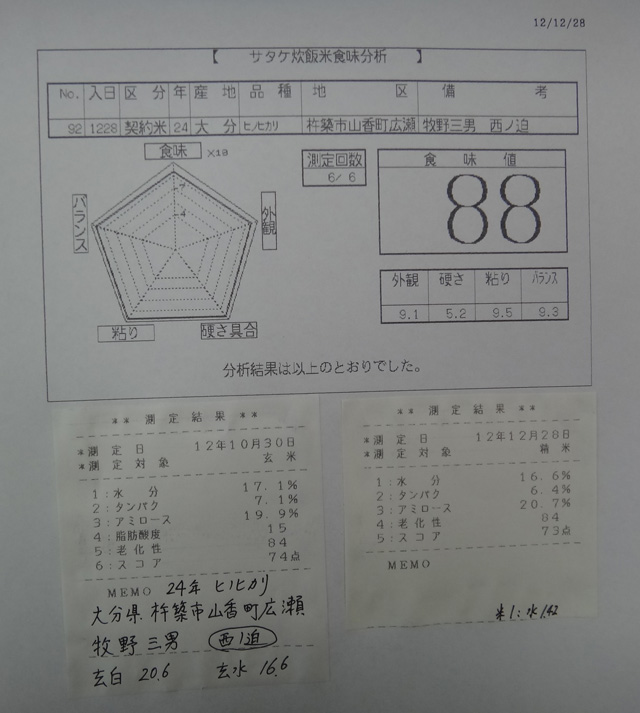 12/12/28
【 サタケ炊飯米食味分析 】
No. 入日 区分 年 産地 品種 地区 備考
92 1228 契約米 24 大分 ヒノヒカリ 杵築市山香町広瀬 牧野三男 西ノ迫
食味 ×10
7
4
バランス
外観
粘り
硬さ具合
測定回数
6/ 6
食味値
88
外観 硬さ 粘り バランス
9.1 5.2 9.5 9.3
分析結果は以上のとおりでした。
** 測定結果 **
*測定日 12年10月30日
*測定対象 玄米
1:水分 17.1%
2:タンパク 7.1%
3:アミロース 19.9%
4:脂肪酸度 15
5:老化性 84
6:スコア 74点
MEMO 24年 ヒノヒカリ
大分県 杵築市山香町広瀬
牧野三男 西ノ迫
玄白 20.6 玄水 16.6
** 測定結果 **
*測定日 12年12月28日
*測定対象 精米
1:水分 16.6%
2:タンパク 6.4%
3:アミロース 20.7%
4:老化性 84
5:スコア 73点
MEMO
米1:水1.42